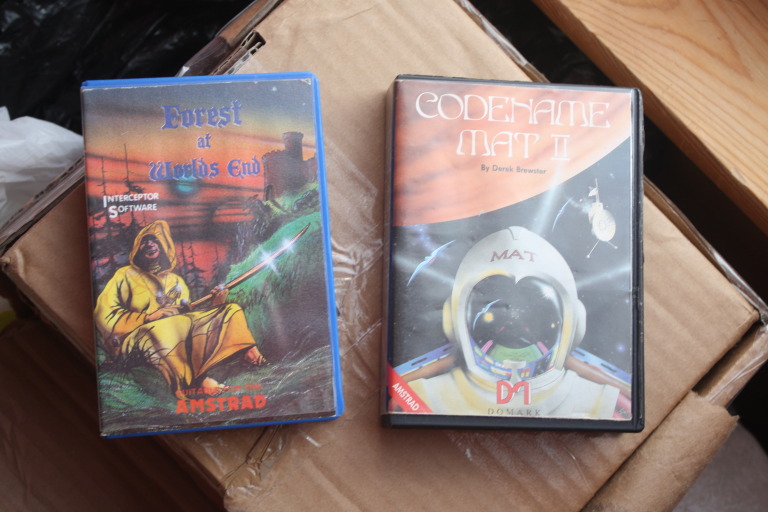 Forest
at
Worlds End
INTERCEPTOR
SOFTWARE
AMSTRAD
CODENAME
MAT II
By Derek Brewster
MAT
AMSTRAD
DOMARK